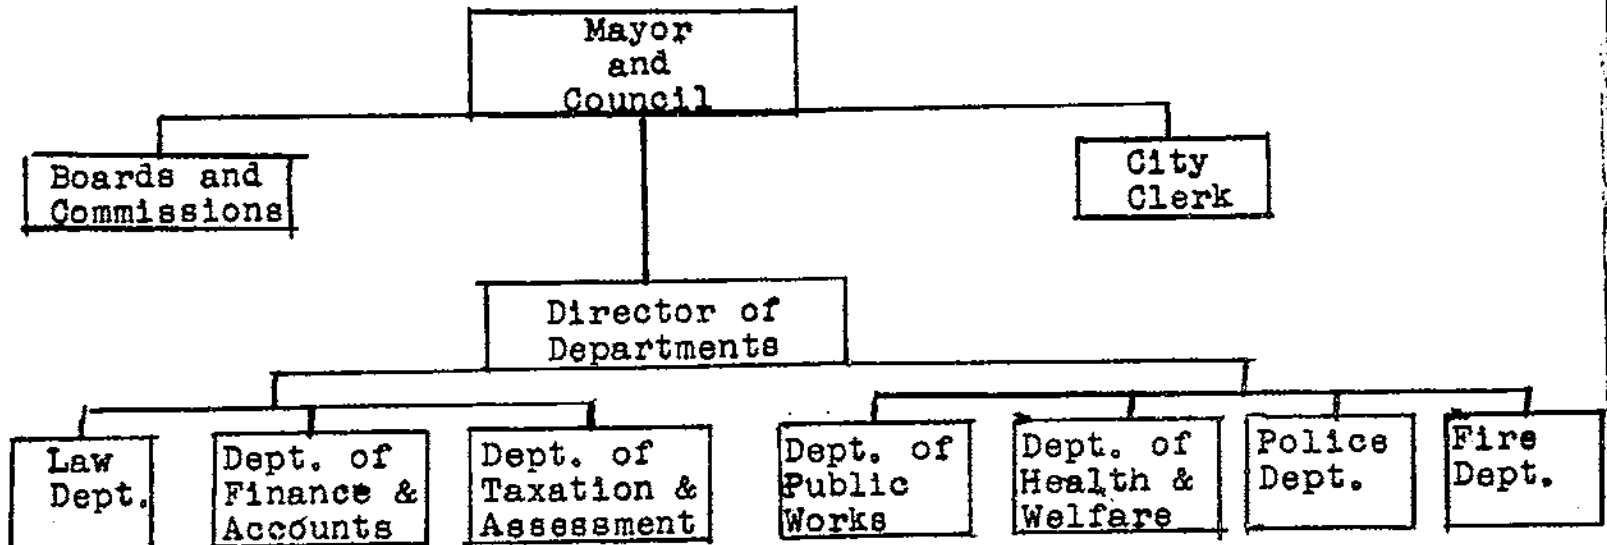 Mayor
and
Council
Boards and
Commissions
City
Clerk
Director of
Departments
Law
Dept.
Dept. of
Finance &
Accounts
Dept. of
Taxation &
Assessment
Dept. of
Public
Works
Dept. of
Health &
Welfare
Police
Dept.
Fire
Dept.